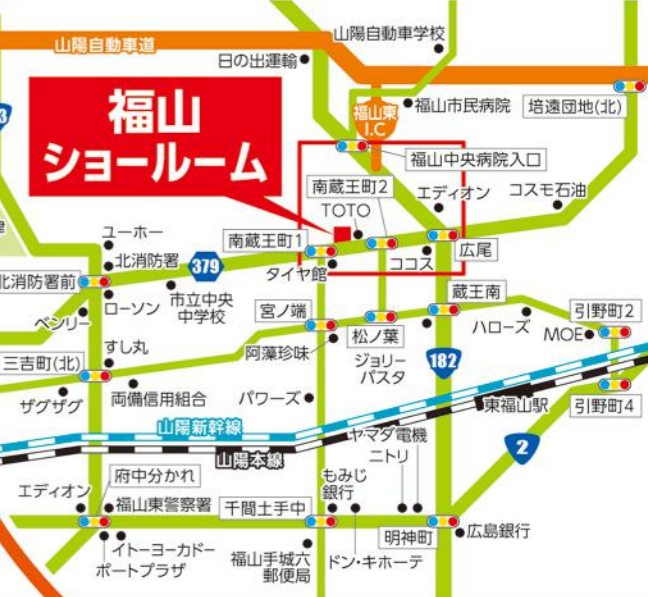 山陽自動車道
山陽自動車学校
日の出運輸
福山
ショールーム
福山東
I.C
福山市民病院
培遠団地(北)
3
福山中央病院入口
南蔵王町2
エディオン
コスモ石油
TOTO
ユーホー
南蔵王町1
広尾
北消防署
379
タイヤ館
ココス
北消防署前
市立中央
中学校
ローソン
ベンリー
宮ノ端
蔵王南
引野町2
ハローズ
MOE
松ノ葉
すし丸
阿藻珍味
ジョリー
パスタ
182
三吉町(北)
ザグザグ
両備信用組合
パワーズ
東福山駅
引野町4
山陽新幹線
山陽本線
ヤマダ電機
ニトリ
2
府中分かれ
もみじ
銀行
エディオン
福山東警察署
千間土手中
明神町
広島銀行
イトーヨーカドー
ポートプラザ
福山手城六
郵便局
ドン・キホーテ